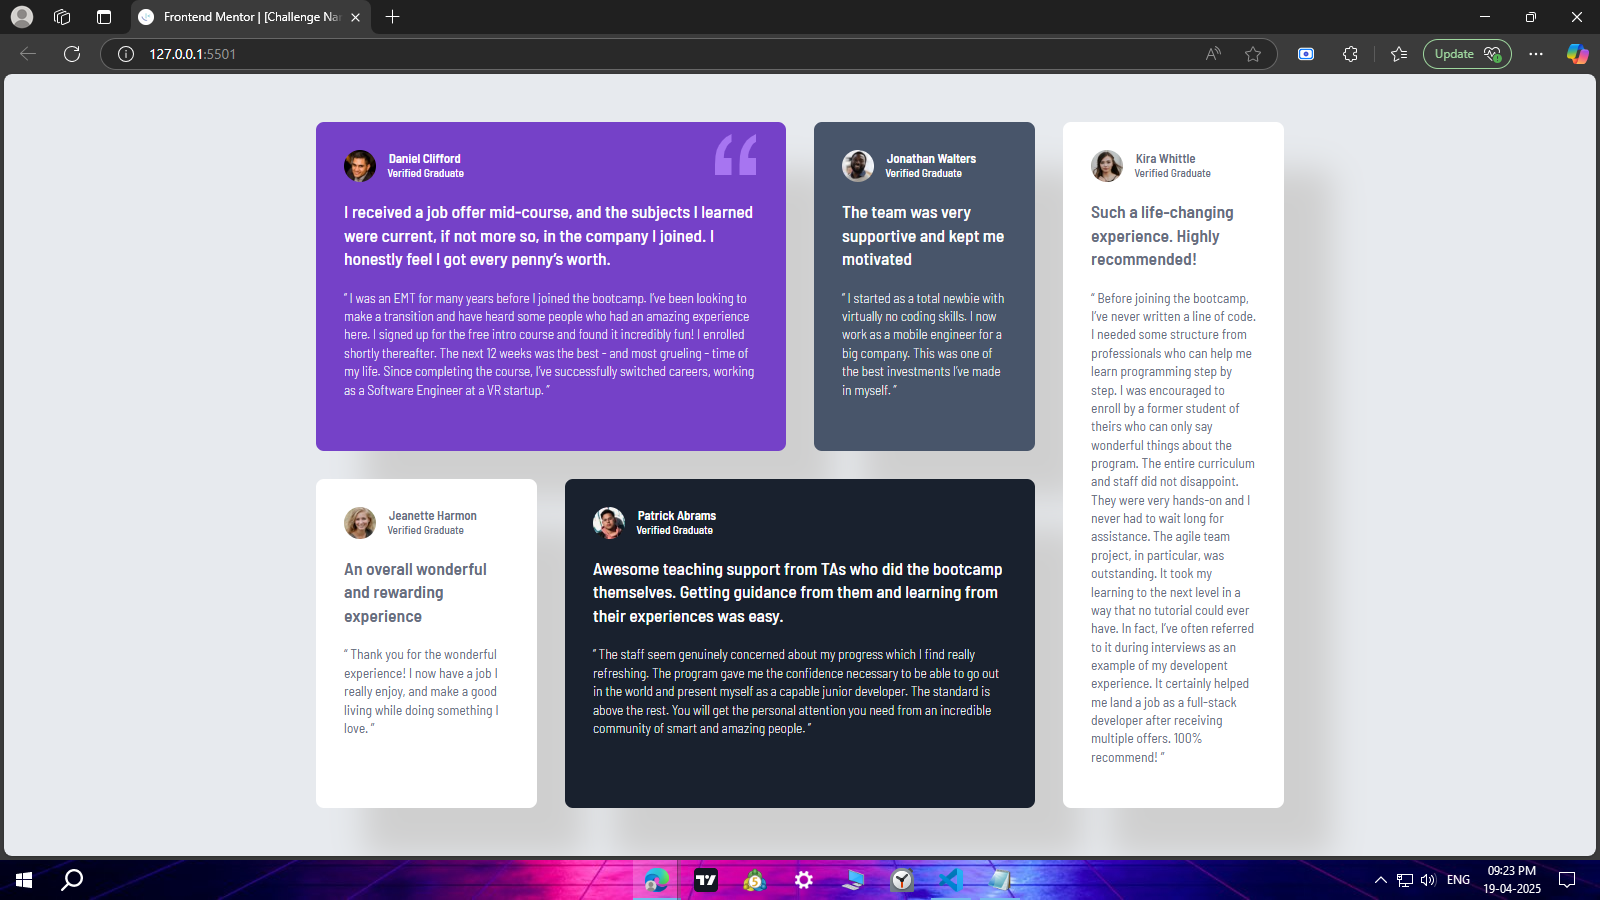 Frontend Mentor | [Challenge Na
127.0.0.1:5501
Update
Daniel Clifford
Verified Graduate
I received a job offer mid-course, and the subjects I learned
were current, if not more so, in the company I joined. I
honestly feel I got every penny’s worth.
“ I was an EMT for many years before I joined the bootcamp. I’ve been looking to
make a transition and have heard some people who had an amazing experience
here. I signed up for the free intro course and found it incredibly fun! I enrolled
shortly thereafter. The next 12 weeks was the best - and most grueling - time of
my life. Since completing the course, I’ve successfully switched careers, working
as a Software Engineer at a VR startup. ”
Jonathan Walters
Verified Graduate
The team was very
supportive and kept me
motivated
“ I started as a total newbie with
virtually no coding skills. I now
work as a mobile engineer for a
big company. This was one of
the best investments I’ve made
in myself. ”
Kira Whittle
Verified Graduate
Such a life-changing
experience. Highly
recommended!
“ Before joining the bootcamp,
I’ve never written a line of code.
I needed some structure from
professionals who can help me
learn programming step by
step. I was encouraged to
enroll by a former student of
theirs who can only say
wonderful things about the
program. The entire curriculum
and staff did not disappoint.
They were very hands-on and I
never had to wait long for
assistance. The agile team
project, in particular, was
outstanding. It took my
learning to the next level in a
way that no tutorial could ever
have. In fact, I’ve often referred
to it during interviews as an
example of my developent
experience. It certainly helped
me land a job as a full-stack
developer after receiving
multiple offers. 100%
recommend! ”
Jeanette Harmon
Verified Graduate
An overall wonderful
and rewarding
experience
“ Thank you for the wonderful
experience! I now have a job I
really enjoy, and make a good
living while doing something I
love. ”
Patrick Abrams
Verified Graduate
Awesome teaching support from TAs who did the bootcamp
themselves. Getting guidance from them and learning from
their experiences was easy.
“ The staff seem genuinely concerned about my progress which I find really
refreshing. The program gave me the confidence necessary to be able to go out
in the world and present myself as a capable junior developer. The standard is
above the rest. You will get the personal attention you need from an incredible
community of smart and amazing people. ”
ENG
09:23 PM
19-04-2025